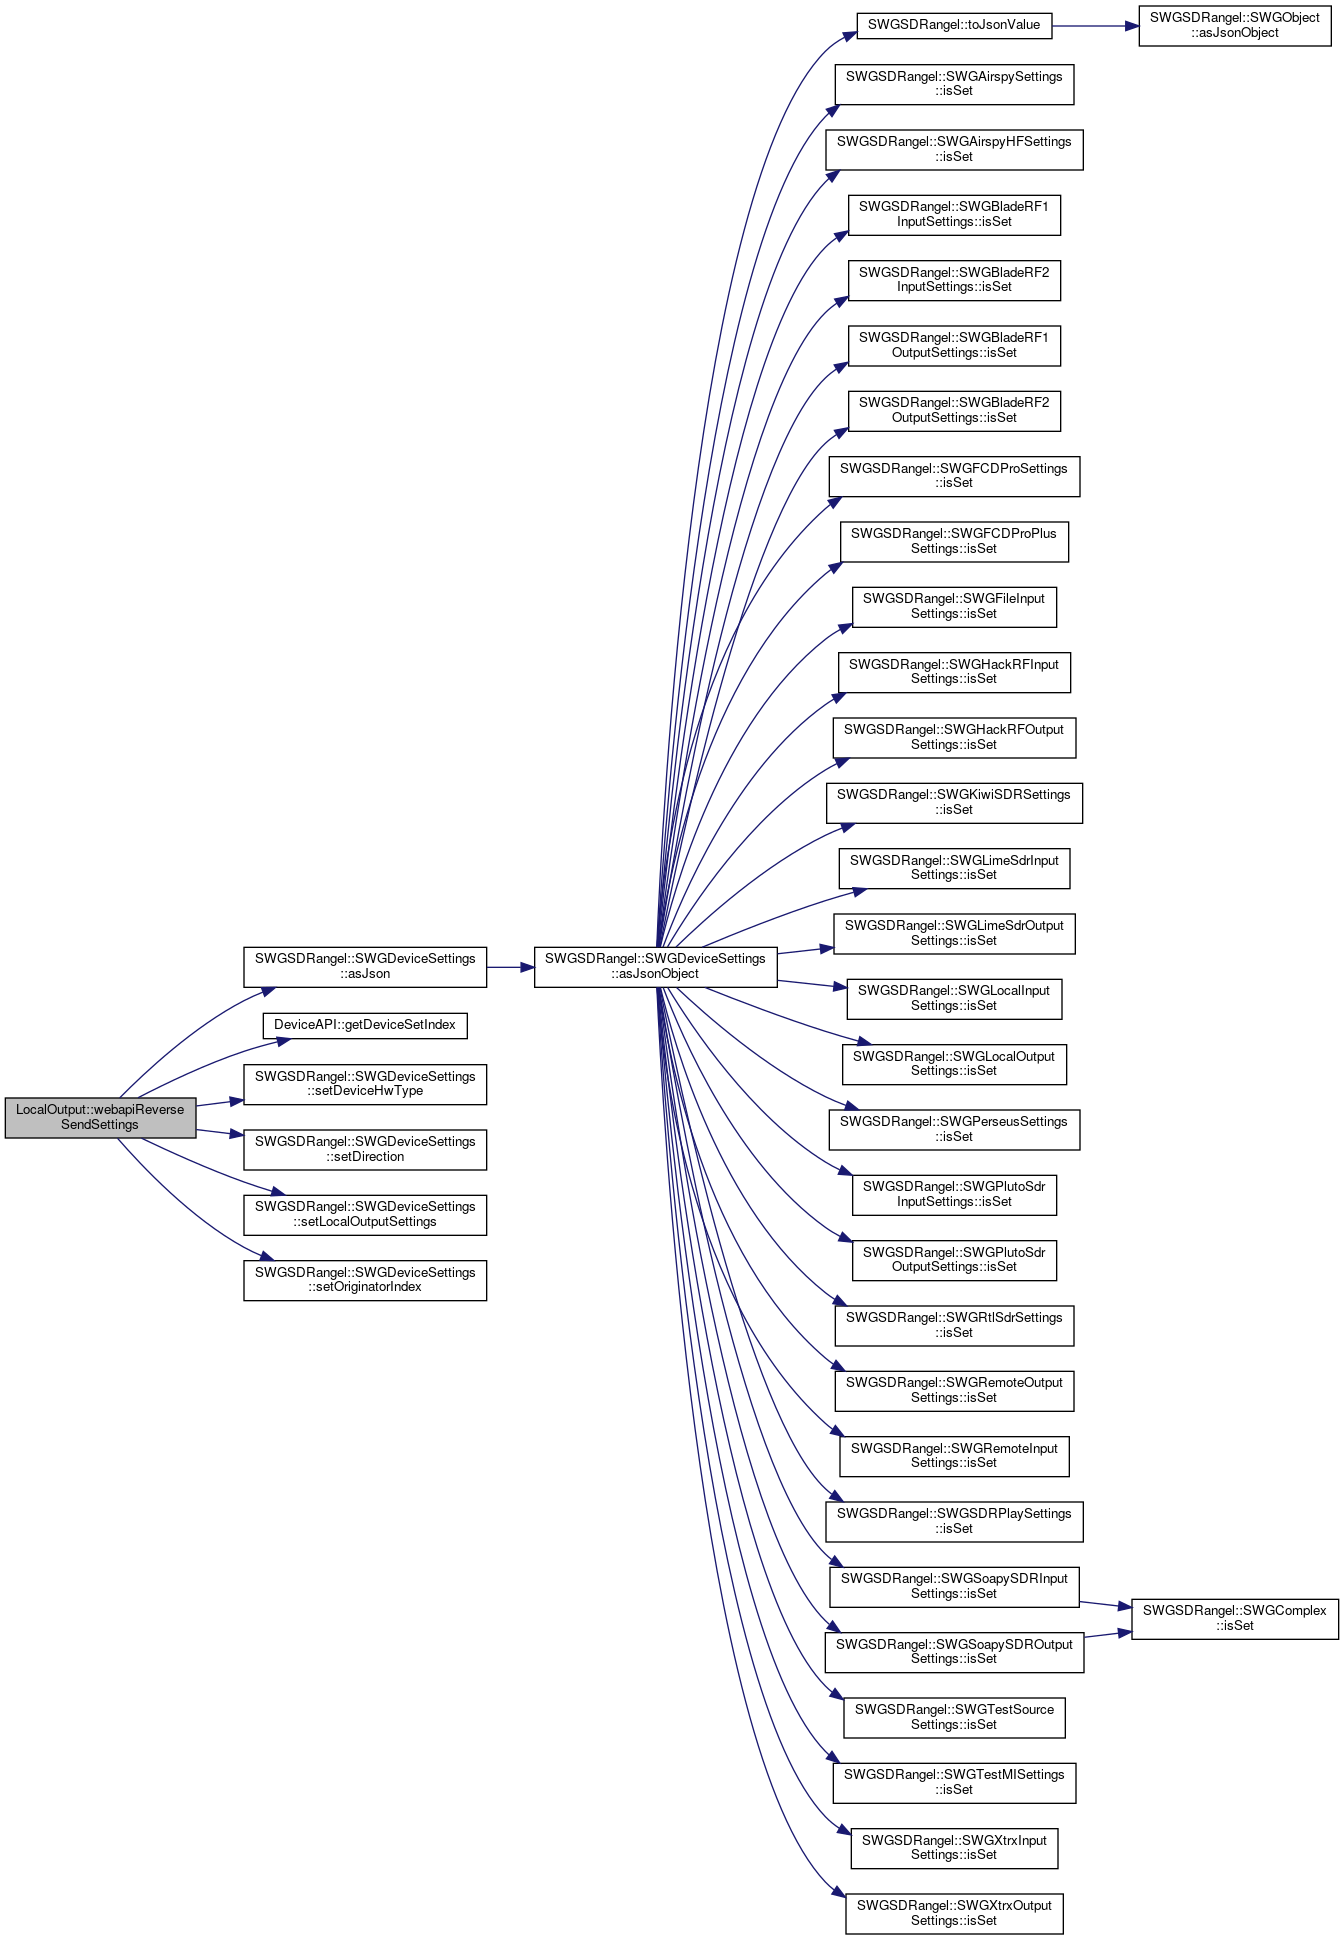 LocalOutput::webapiReverse
SendSettings
SWGSDRangel::SWGDeviceSettings
::asJson
DeviceAPI::getDeviceSetIndex
SWGSDRangel::SWGDeviceSettings
::setDeviceHwType
SWGSDRangel::SWGDeviceSettings
::setDirection
SWGSDRangel::SWGDeviceSettings
::setLocalOutputSettings
SWGSDRangel::SWGDeviceSettings
::setOriginatorIndex
SWGSDRangel::SWGDeviceSettings
::asJsonObject
SWGSDRangel::toJsonValue
SWGSDRangel::SWGAirspySettings
::isSet
SWGSDRangel::SWGAirspyHFSettings
::isSet
SWGSDRangel::SWGBladeRF1
InputSettings::isSet
SWGSDRangel::SWGBladeRF2
InputSettings::isSet
SWGSDRangel::SWGBladeRF1
OutputSettings::isSet
SWGSDRangel::SWGBladeRF2
OutputSettings::isSet
SWGSDRangel::SWGFCDProSettings
::isSet
SWGSDRangel::SWGFCDProPlus
Settings::isSet
SWGSDRangel::SWGFileInput
Settings::isSet
SWGSDRangel::SWGHackRFInput
Settings::isSet
SWGSDRangel::SWGHackRFOutput
Settings::isSet
SWGSDRangel::SWGKiwiSDRSettings
::isSet
SWGSDRangel::SWGLimeSdrInput
Settings::isSet
SWGSDRangel::SWGLimeSdrOutput
Settings::isSet
SWGSDRangel::SWGLocalInput
Settings::isSet
SWGSDRangel::SWGLocalOutput
Settings::isSet
SWGSDRangel::SWGPerseusSettings
::isSet
SWGSDRangel::SWGPlutoSdr
InputSettings::isSet
SWGSDRangel::SWGPlutoSdr
OutputSettings::isSet
SWGSDRangel::SWGRtlSdrSettings
::isSet
SWGSDRangel::SWGRemoteOutput
Settings::isSet
SWGSDRangel::SWGRemoteInput
Settings::isSet
SWGSDRangel::SWGSDRPlaySettings
::isSet
SWGSDRangel::SWGSoapySDRInput
Settings::isSet
SWGSDRangel::SWGSoapySDROutput
Settings::isSet
SWGSDRangel::SWGTestSource
Settings::isSet
SWGSDRangel::SWGTestMISettings
::isSet
SWGSDRangel::SWGXtrxInput
Settings::isSet
SWGSDRangel::SWGXtrxOutput
Settings::isSet
SWGSDRangel::SWGObject
::asJsonObject
SWGSDRangel::SWGComplex
::isSet